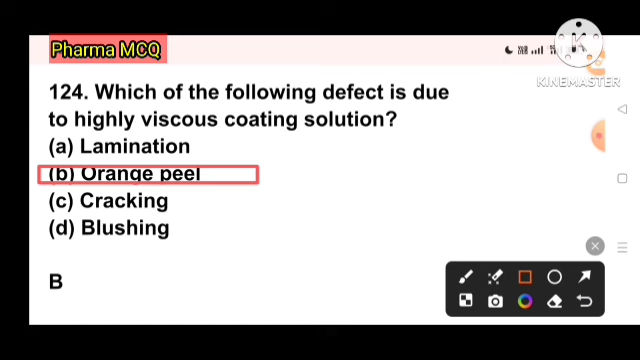 Pharma MCQ
KINEMASTER
124. Which of the following defect is due
to highly viscous coating solution?
(a) Lamination
(b) Orange peel
(c) Cracking
(d) Blushing
B